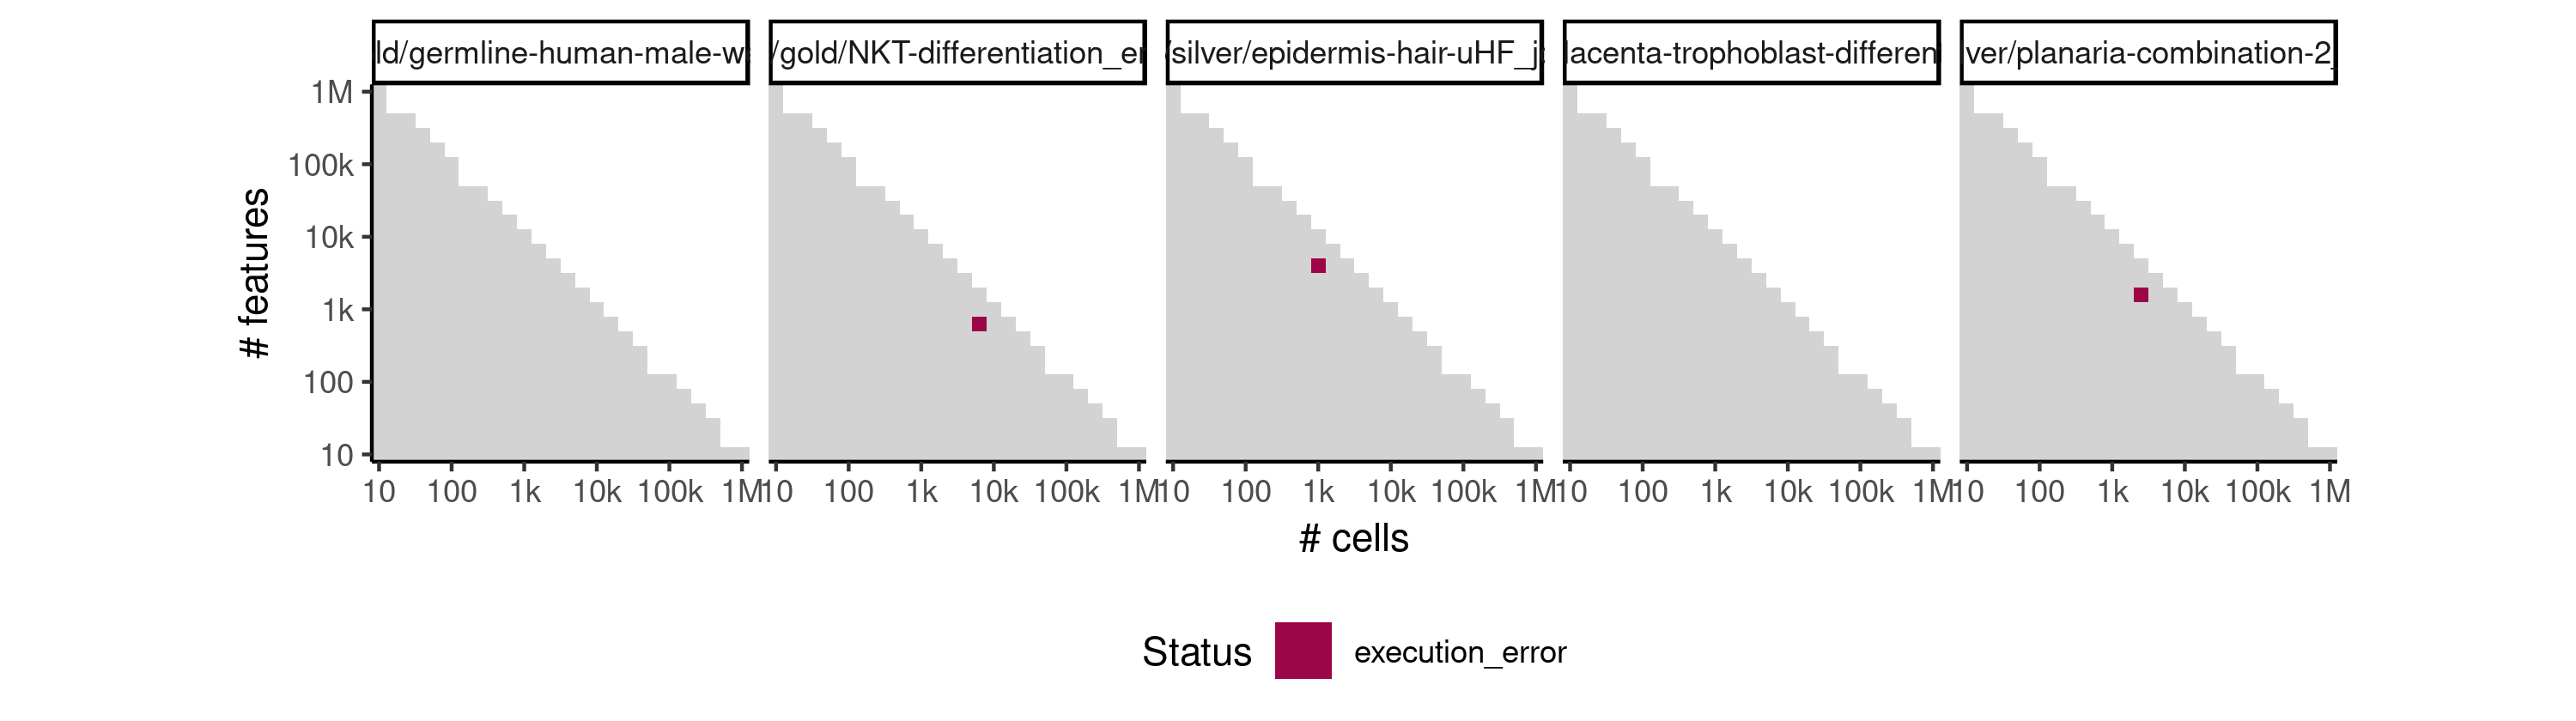 ld/germline-human-male-w
/gold/NKT-differentiation_er
/silver/epidermis-hair-uHF_j
lacenta-trophoblast-differen
ver/planaria-combination-2_
1M
100k
10k
1k
100
10
# features
10 100 1k 10k 100k 1M
10 100 1k 10k 100k 1M
10 100 1k 10k 100k 1M
10 100 1k 10k 100k 1M
10 100 1k 10k 100k 1M
# cells
Status execution_error